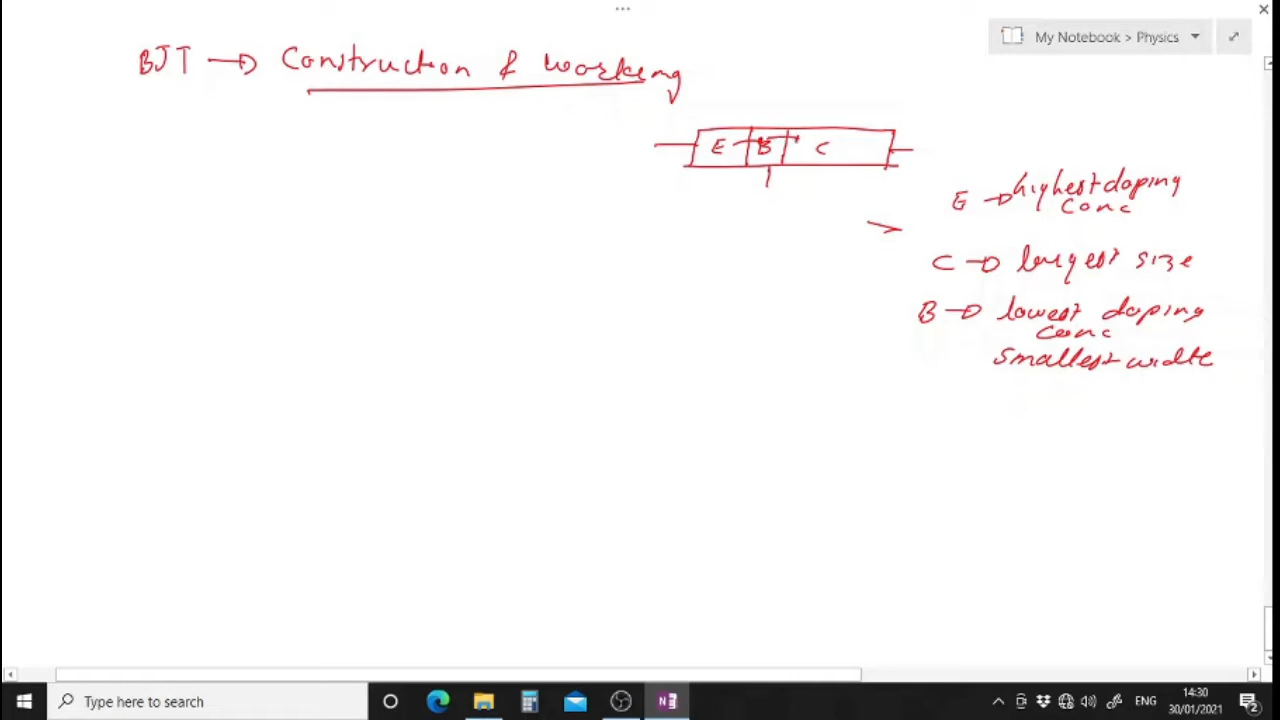 ...
My Notebook > Physics
BJT → Construction & working
E B C
E → highest doping
Conc
C → largest size
B → lowest doping
Conc
smallest width
Type here to search
N
ENG
14:30
30/01/2021
2